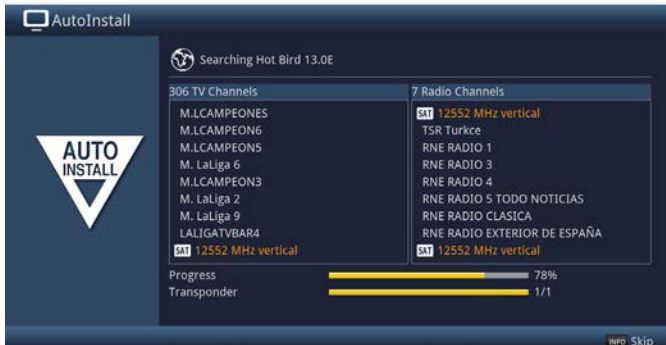 AutoInstall
Searching Hot Bird 13.0E
306 TV Channels
M.LCAMPEONES
M.LCAMPEON6
M.LCAMPEON5
M. LaLiga 6
M.LCAMPEON3
M. LaLiga 2
M. LaLiga 9
LALIGATVBAR4
SAT 12552 MHz vertical
7 Radio Channels
SAT 12552 MHz vertical
TSR Turkce
RNE RADIO 1
RNE RADIO 3
RNE RADIO 4
RNE RADIO 5 TODO NOTICIAS
RNE RADIO CLASICA
RNE RADIO EXTERIOR DE ESPAÑA
SAT 12552 MHz vertical
AUTO
INSTALL
Progress 78%
Transponder 1/1
INFO Skip